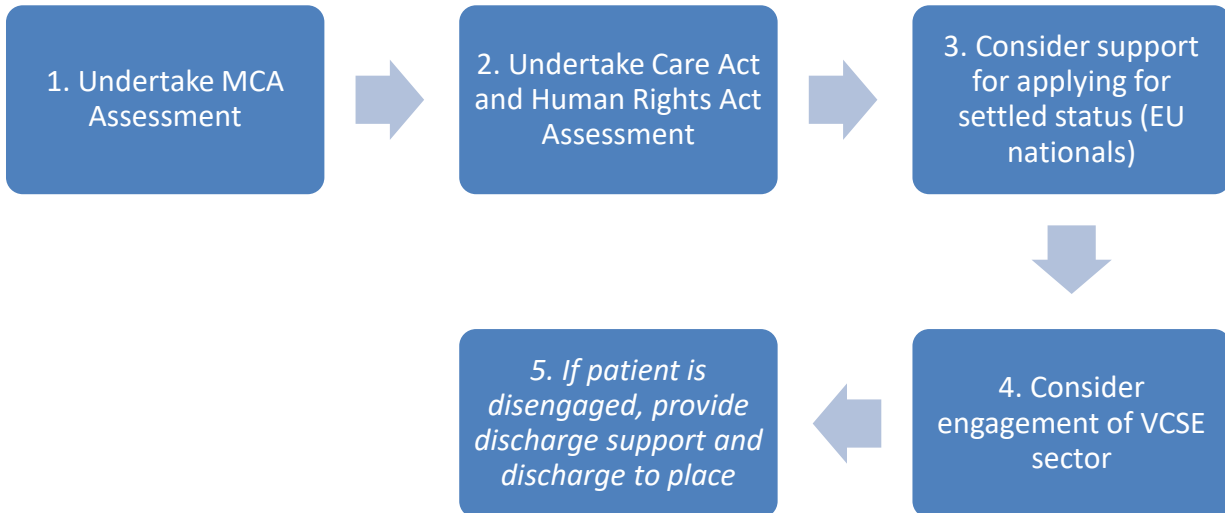 1. Undertake MCA
Assessment
2. Undertake Care Act
and Human Rights Act
Assessment
3. Consider support
for applying for
settled status (EU
nationals)
4. Consider
engagement of VCSE
sector
5. If patient is
disengaged, provide
discharge support and
discharge to place